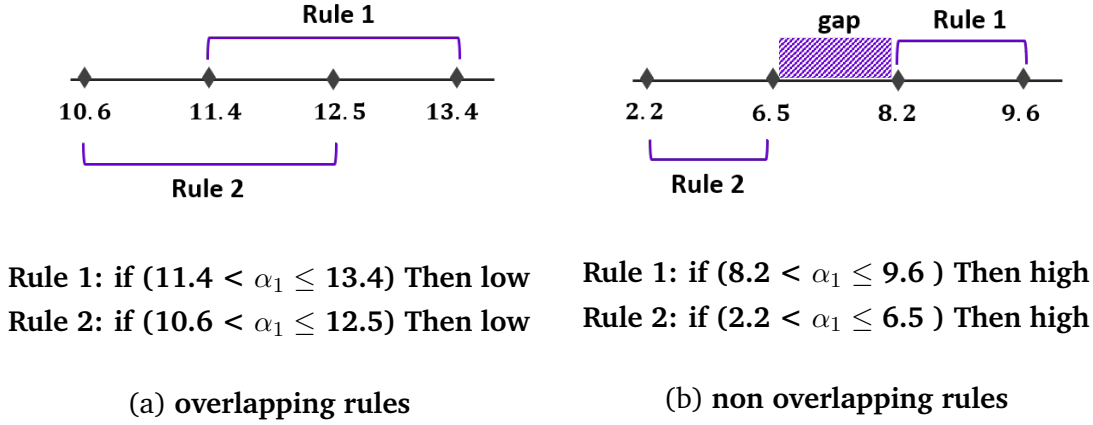 Rule 1
10.6 11.4 12.5 13.4
Rule 2
Rule 1: if (11.4 < α₁ ≤ 13.4) Then low
Rule 2: if (10.6 < α₁ ≤ 12.5) Then low
(a) overlapping rules
gap Rule 1
2.2 6.5 8.2 9.6
Rule 2
Rule 1: if (8.2 < α₁ ≤ 9.6 ) Then high
Rule 2: if (2.2 < α₁ ≤ 6.5 ) Then high
(b) non overlapping rules